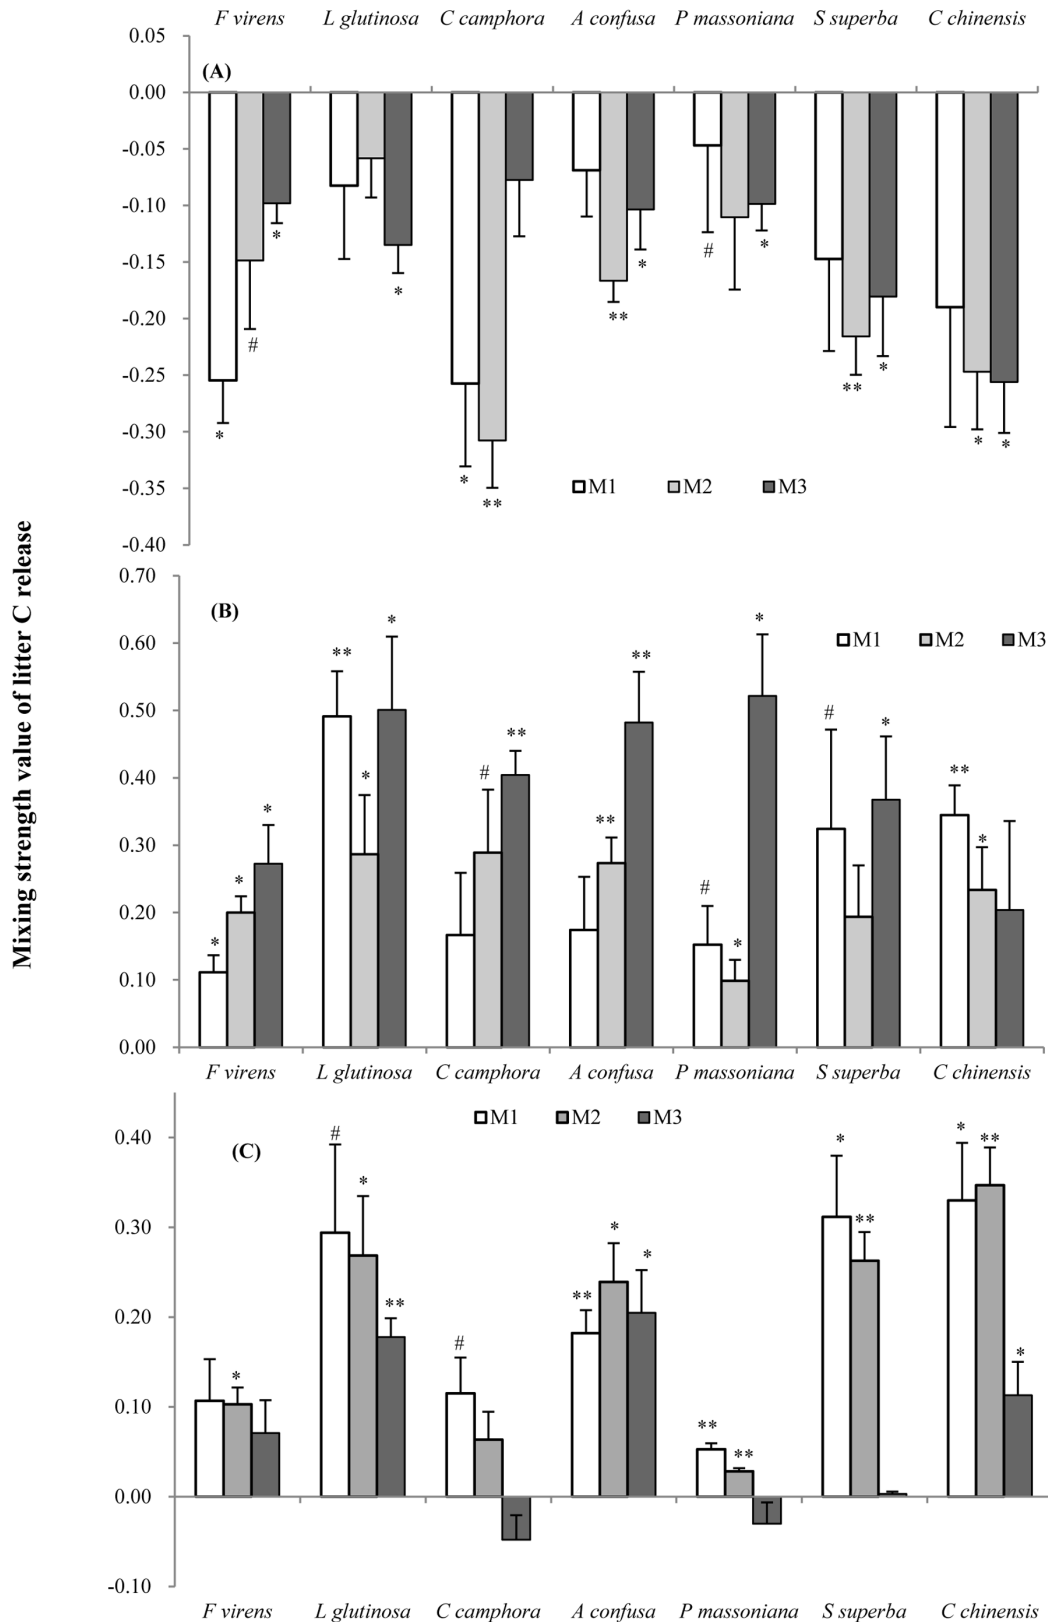 F virens L glutinosa C camphora A confusa P massoniana S superba C chinensis
0.05
(A)
0.00
-0.05
-0.10
-0.15
-0.20
-0.25
-0.30
-0.35
-0.40
* # * * * ** * # * ** * * ** * *
M1 M2 M3
Mixing strength value of litter C release
0.70
(B)
0.60
0.50
0.40
0.30
0.20
0.10
0.00
M1 M2 M3
* * * ** * * # ** ** ** # * * # * ** *
F virens L glutinosa C camphora A confusa P massoniana S superba C chinensis
M1 M2 M3
(C)
0.40
0.30
0.20
0.10
0.00
-0.10
* # * ** # ** * * ** ** * ** * ** *
F virens L glutinosa C camphora A confusa P massoniana S superba C chinensis